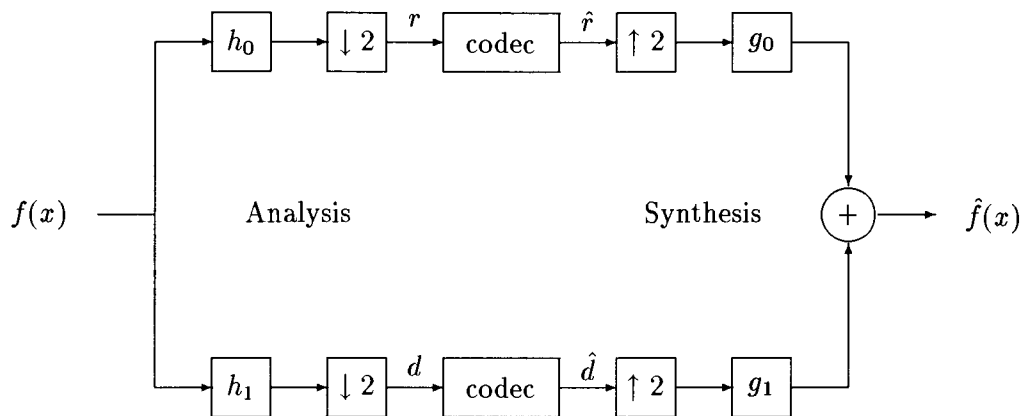 h₀ ↓ 2 r codec r̂ ↑ 2 g₀
f(x) Analysis Synthesis + f̂(x)
h₁ ↓ 2 d codec d̂ ↑ 2 g₁